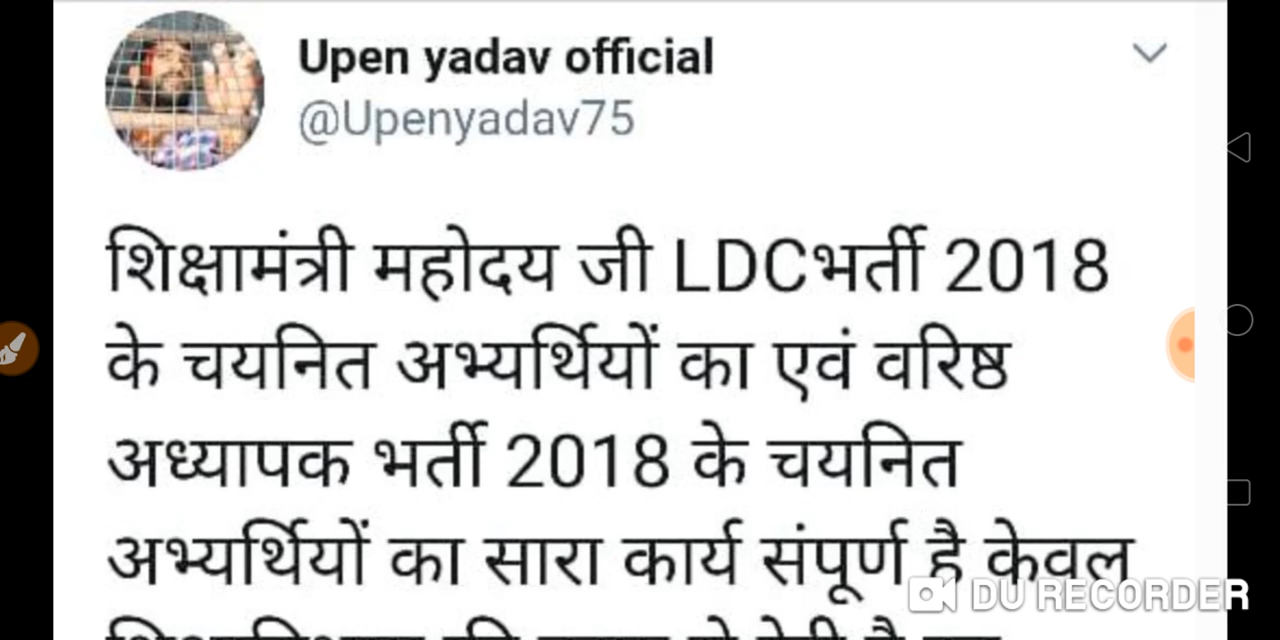 Upen yadav official
@Upenyadav75
शिक्षामंत्री महोदय जी LDCभर्ती 2018
के चयनित अभ्यर्थियों का एवं वरिष्ठ
अध्यापक भर्ती 2018 के चयनित
अभ्यर्थियों का सारा कार्य संपूर्ण है केवल
DU RECORDER